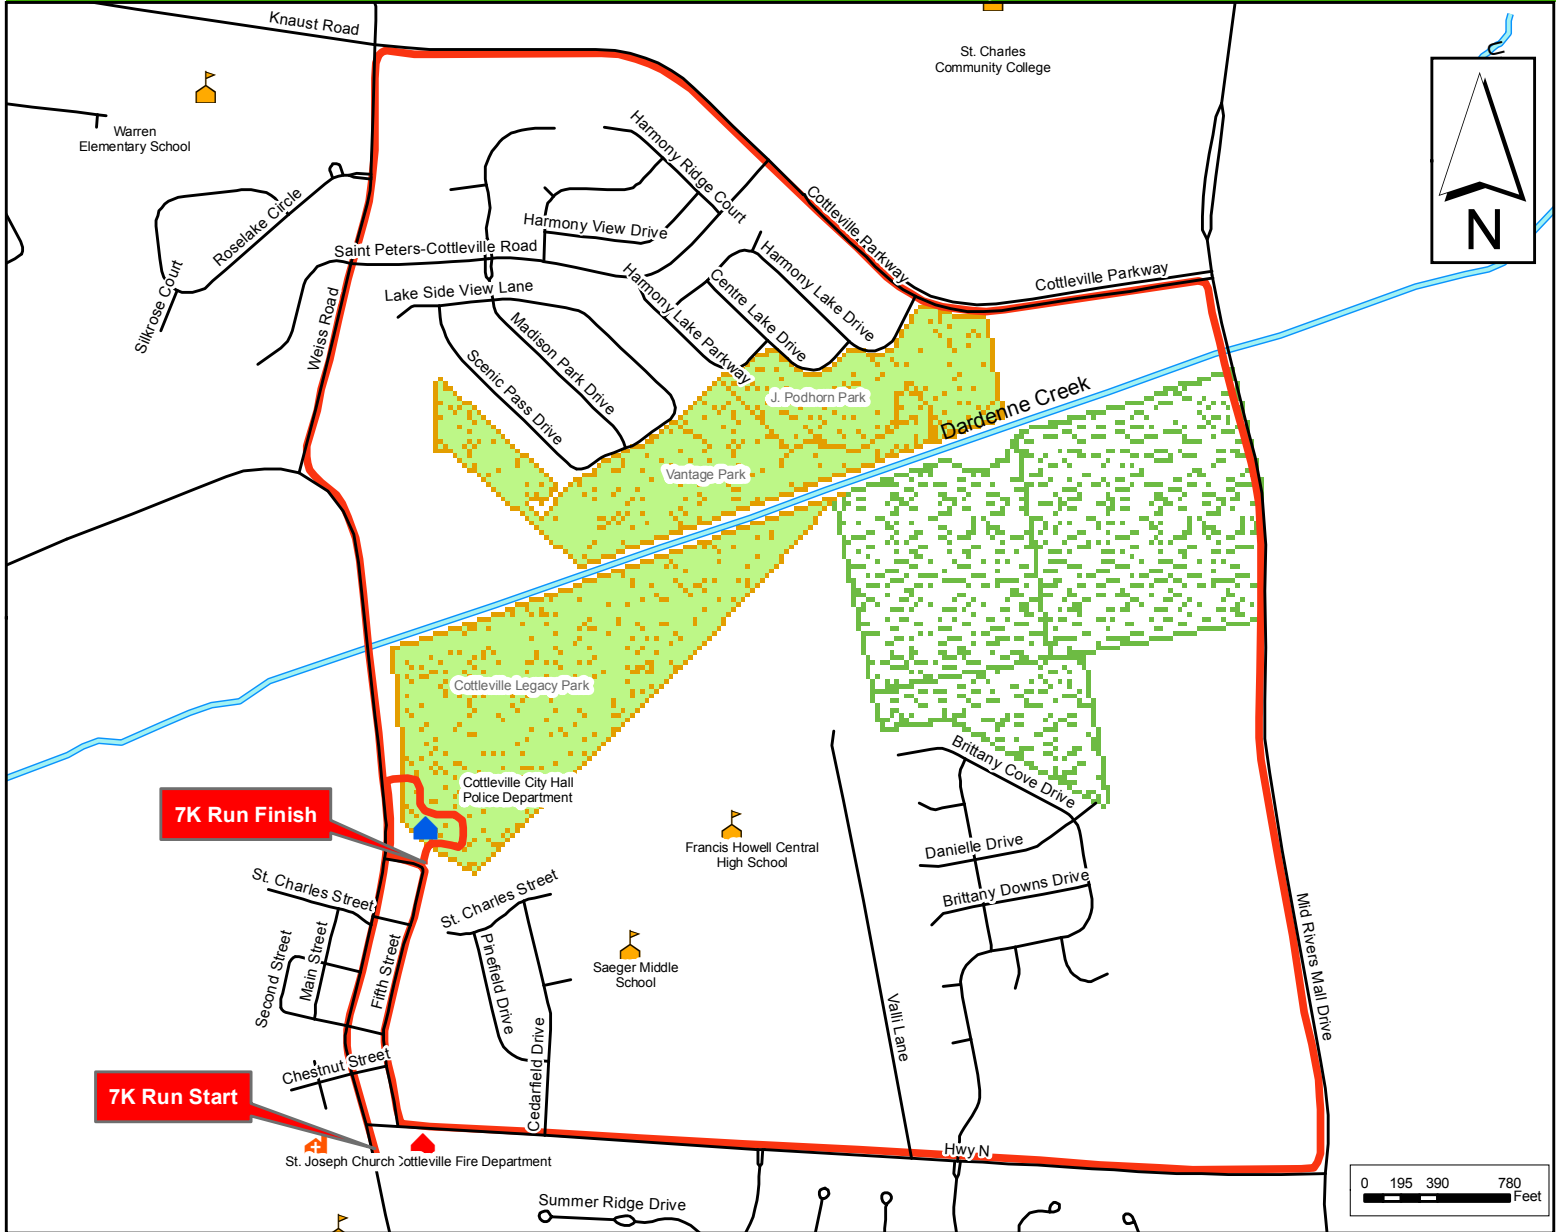 Knaust Road
St. Charles
Community College
Warren
Elementary School
N
Harmony Ridge Court
Roselake Circle
Silkrose Court
Harmony View Drive
Saint Peters-Cottleville Road
Cottleville Parkway
Cottleville Parkway
Harmony Lake Drive
Centre Lake Drive
Harmony Lake Parkway
Lake Side View Lane
Madison Park Drive
Scenic Pass Drive
Weiss Road
J. Podhorn Park
Dardenne Creek
Vantage Park
Cottleville Legacy Park
Cottleville City Hall
Police Department
7K Run Finish
Francis Howell Central
High School
Brittany Cove Drive
Danielle Drive
Brittany Downs Drive
St. Charles Street
St. Charles Street
Second Street
Main Street
Fifth Street
Pinefield Drive
Saeger Middle
School
Cedarfield Drive
Valli Lane
Mid Rivers Mall Drive
Chestnut Street
7K Run Start
Hwy N
St. Joseph Church
Cottleville Fire Department
Summer Ridge Drive
0 195 390 780
Feet